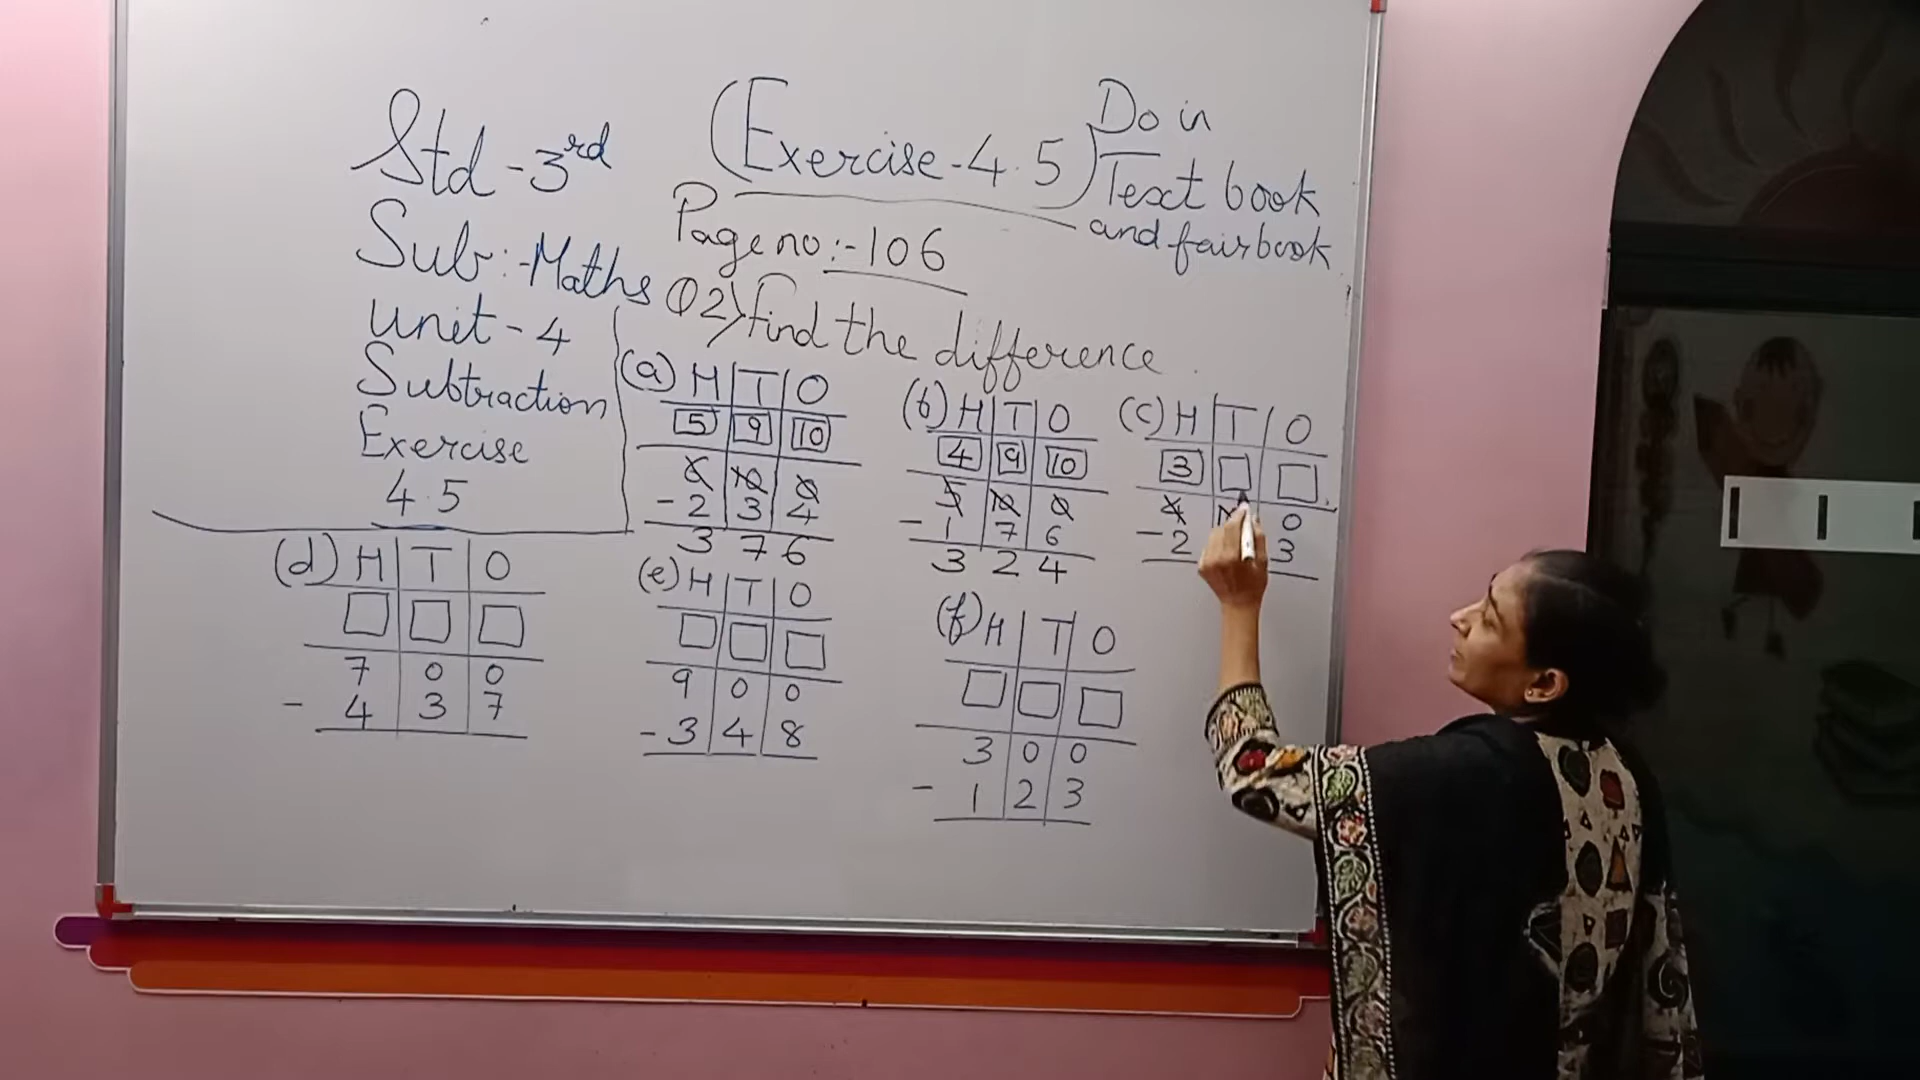 Std - 3rd
Sub :- Maths
Unit - 4
Subtraction
Exercise
4.5
(Exercise - 4.5)
Do in
Text book
and fairbook
Page no :- 106
Q2) Find the difference.
(a) H T O
5 9 10
6 10 0
- 2 3 4
3 7 6
(b) H T O
4 9 10
5 10 0
- 1 7 6
3 2 4
(c) H T O
3
4 0
- 2 3
(d) H T O
7 0 0
- 4 3 7
(e) H T O
9 0 0
- 3 4 8
(f) H T O
3 0 0
- 1 2 3